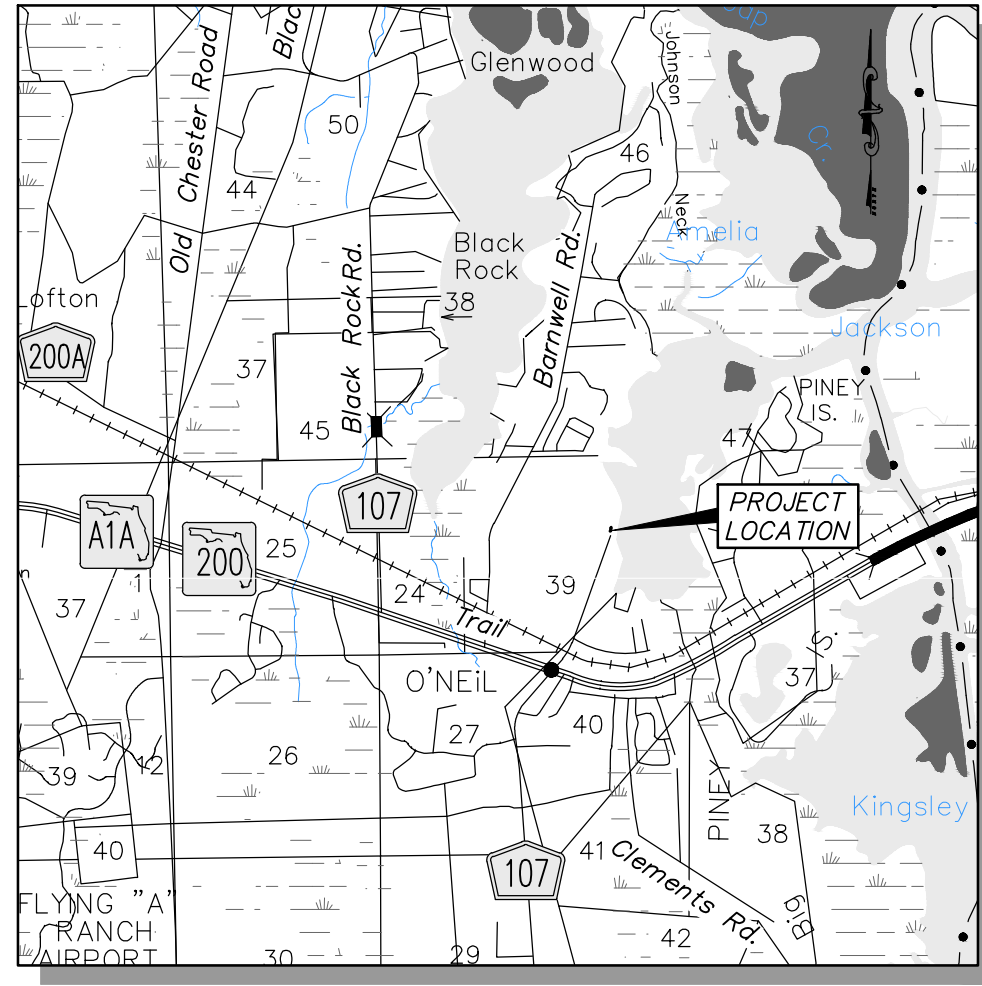 Glenwood
Old Chester Road
Blac
50
44
46
Johnson
Neck
Cr.
Amelia
Black
Rock
38
Black Rock Rd.
Barnwell Rd.
Lofton
200A
37
45
Jackson
PINEY
IS.
47
PROJECT
LOCATION
107
A1A
200
25
24
39
1
37
Trail
O'NEiL
27
40
37
IS.
PINEY
26
39
12
40
Kingsley
38
41
Clements Rd.
Big
107
42
FLYING "A"
RANCH
AIRPORT
30
29